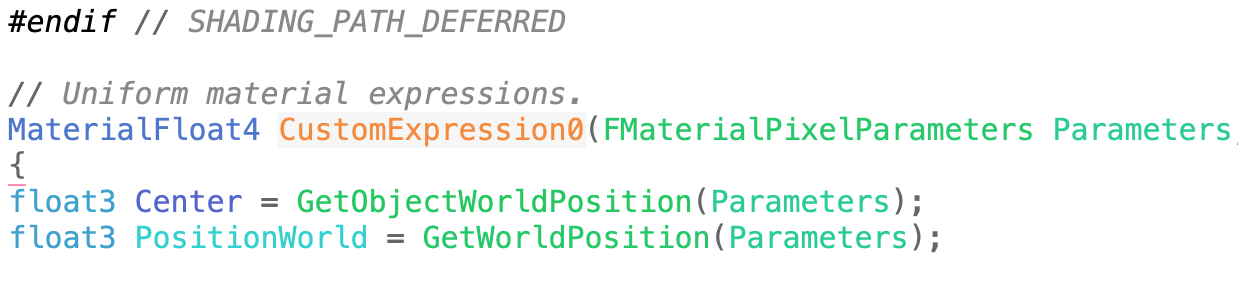 #endif // SHADING_PATH_DEFERRED
// Uniform material expressions.
MaterialFloat4 CustomExpression0(FMaterialPixelParameters Parameters,
{
float3 Center = GetObjectWorldPosition(Parameters);
float3 PositionWorld = GetWorldPosition(Parameters);